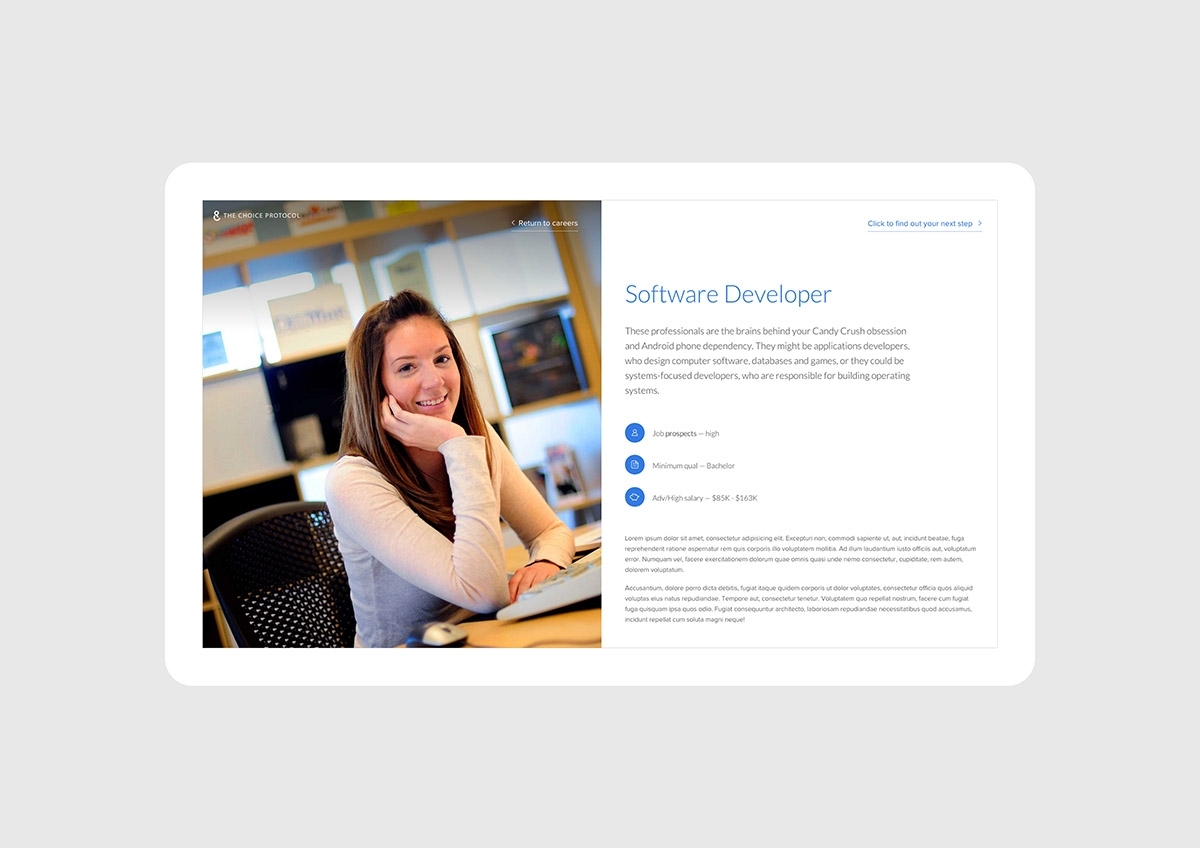 & THE CHOICE PROTOCOL
< Return to careers
Click to find out your next step >
Software Developer
These professionals are the brains behind your Candy Crush obsession
and Android phone dependency. They might be applications developers,
who design computer software, databases and games, or they could be
systems-focused developers, who are responsible for building operating
systems.
Job prospects — high
Minimum qual — Bachelor
Adv/High salary — $85K - $163K
Lorem ipsum dolor sit amet, consectetur adipisicing elit. Excepturi non, commodi sapiente ut, aut, incidunt beatae, fuga
reprehenderit ratione aspernatur rem quis corporis illo voluptatem mollitia. Ad illum laudantium iusto officiis aut, voluptatum
error. Numquam vel, facere exercitationem dolorum quae omnis quasi unde nemo consectetur, cupiditate, rem autem,
dolorem voluptatum.
Accusantium, dolore porro dicta debitis, fugiat itaque quidem corporis ut dolor voluptates, consectetur officia quos aliquid
voluptas eius natus repudiandae. Tempore aut, consectetur tenetur. Voluptatem quo repellat nostrum, facere cum fugiat
fuga quisquam ipsa quos odio. Fugiat consequuntur architecto, laboriosam repudiandae necessitatibus quod accusamus,
incidunt repellat cum soluta magni neque!